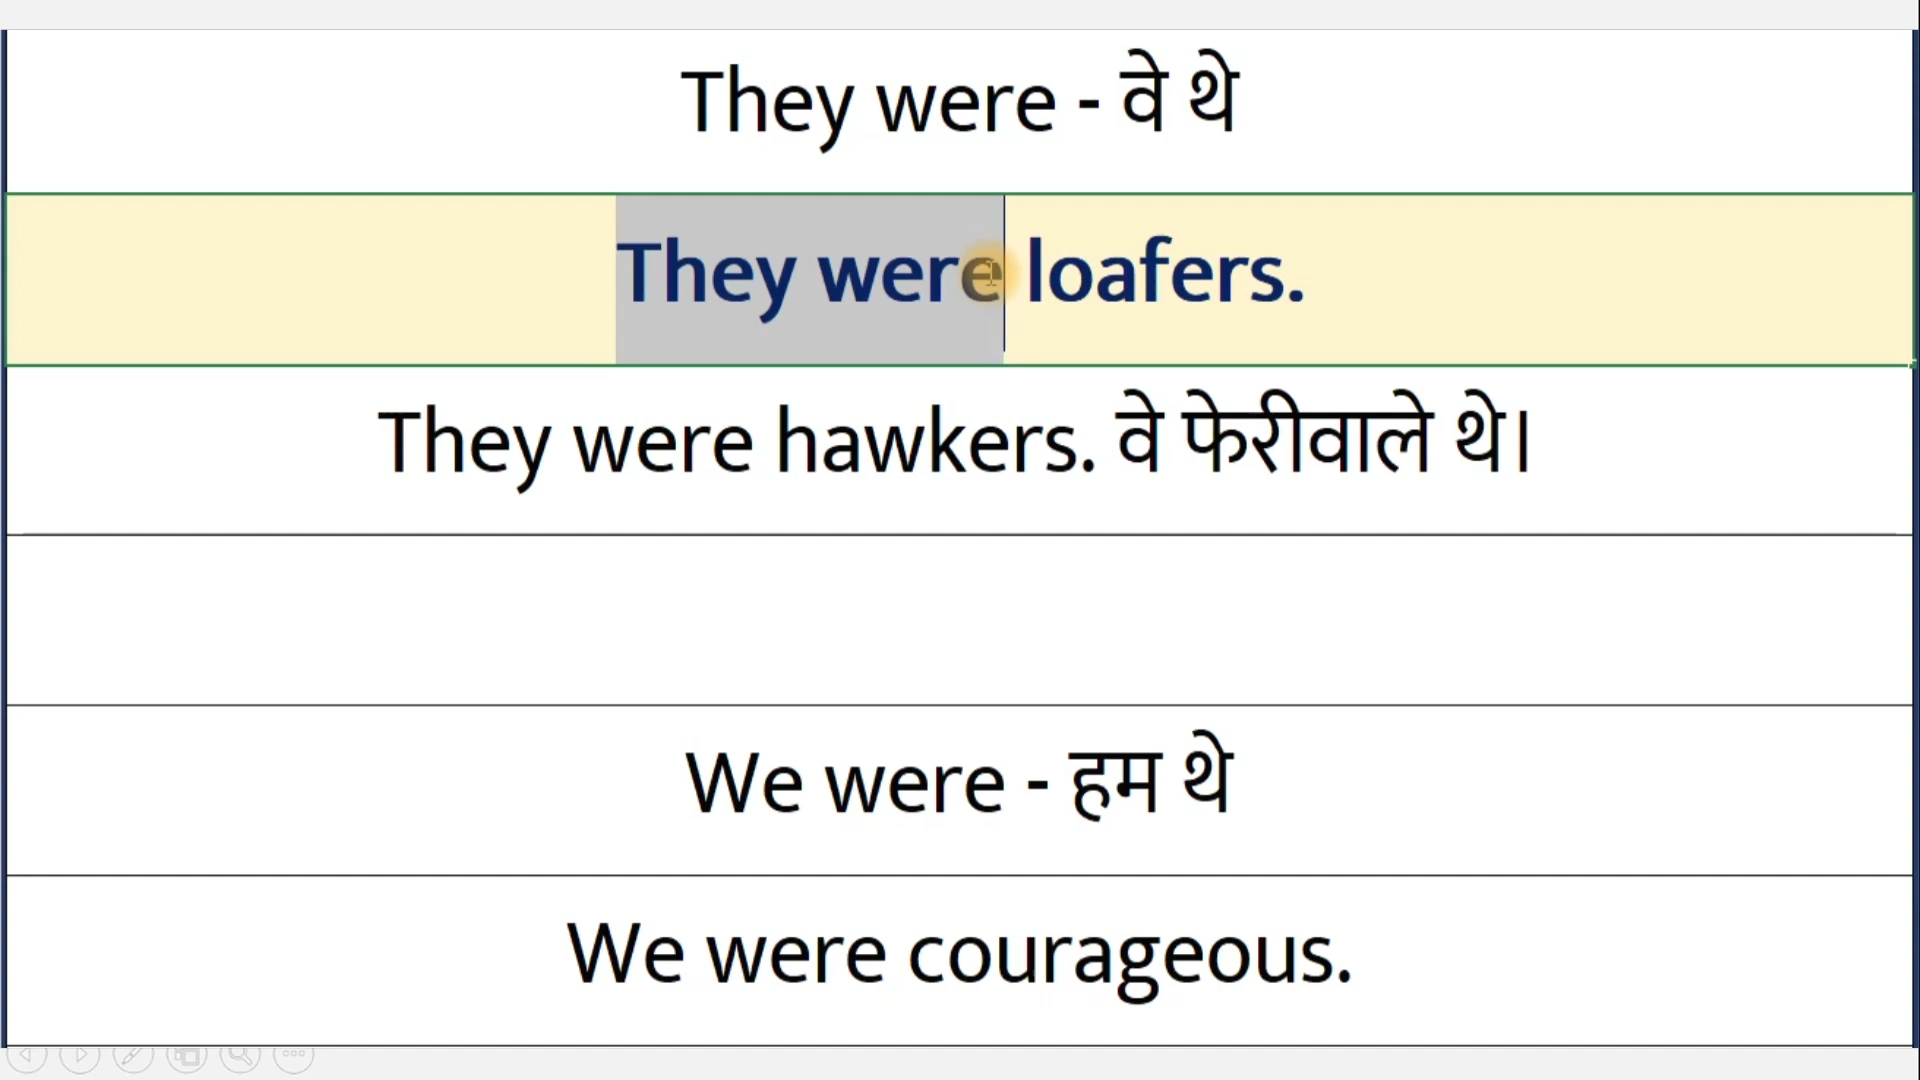 They were - वे थे
They were loafers.
They were hawkers. वे फेरीवाले थे।
We were - हम थे
We were courageous.